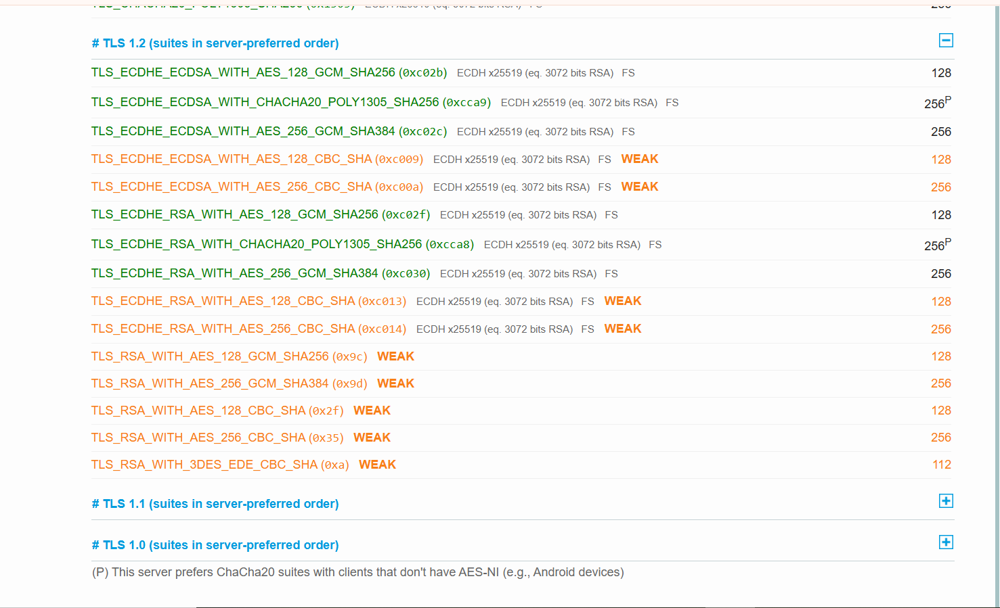 # TLS 1.2 (suites in server-preferred order)
TLS_ECDHE_ECDSA_WITH_AES_128_GCM_SHA256 (0xc02b) ECDH x25519 (eq. 3072 bits RSA) FS 128
TLS_ECDHE_ECDSA_WITH_CHACHA20_POLY1305_SHA256 (0xcca9) ECDH x25519 (eq. 3072 bits RSA) FS 256P
TLS_ECDHE_ECDSA_WITH_AES_256_GCM_SHA384 (0xc02c) ECDH x25519 (eq. 3072 bits RSA) FS 256
TLS_ECDHE_ECDSA_WITH_AES_128_CBC_SHA (0xc009) ECDH x25519 (eq. 3072 bits RSA) FS WEAK 128
TLS_ECDHE_ECDSA_WITH_AES_256_CBC_SHA (0xc00a) ECDH x25519 (eq. 3072 bits RSA) FS WEAK 256
TLS_ECDHE_RSA_WITH_AES_128_GCM_SHA256 (0xc02f) ECDH x25519 (eq. 3072 bits RSA) FS 128
TLS_ECDHE_RSA_WITH_CHACHA20_POLY1305_SHA256 (0xcca8) ECDH x25519 (eq. 3072 bits RSA) FS 256P
TLS_ECDHE_RSA_WITH_AES_256_GCM_SHA384 (0xc030) ECDH x25519 (eq. 3072 bits RSA) FS 256
TLS_ECDHE_RSA_WITH_AES_128_CBC_SHA (0xc013) ECDH x25519 (eq. 3072 bits RSA) FS WEAK 128
TLS_ECDHE_RSA_WITH_AES_256_CBC_SHA (0xc014) ECDH x25519 (eq. 3072 bits RSA) FS WEAK 256
TLS_RSA_WITH_AES_128_GCM_SHA256 (0x9c) WEAK 128
TLS_RSA_WITH_AES_256_GCM_SHA384 (0x9d) WEAK 256
TLS_RSA_WITH_AES_128_CBC_SHA (0x2f) WEAK 128
TLS_RSA_WITH_AES_256_CBC_SHA (0x35) WEAK 256
TLS_RSA_WITH_3DES_EDE_CBC_SHA (0xa) WEAK 112
# TLS 1.1 (suites in server-preferred order)
# TLS 1.0 (suites in server-preferred order)
(P) This server prefers ChaCha20 suites with clients that don't have AES-NI (e.g., Android devices)